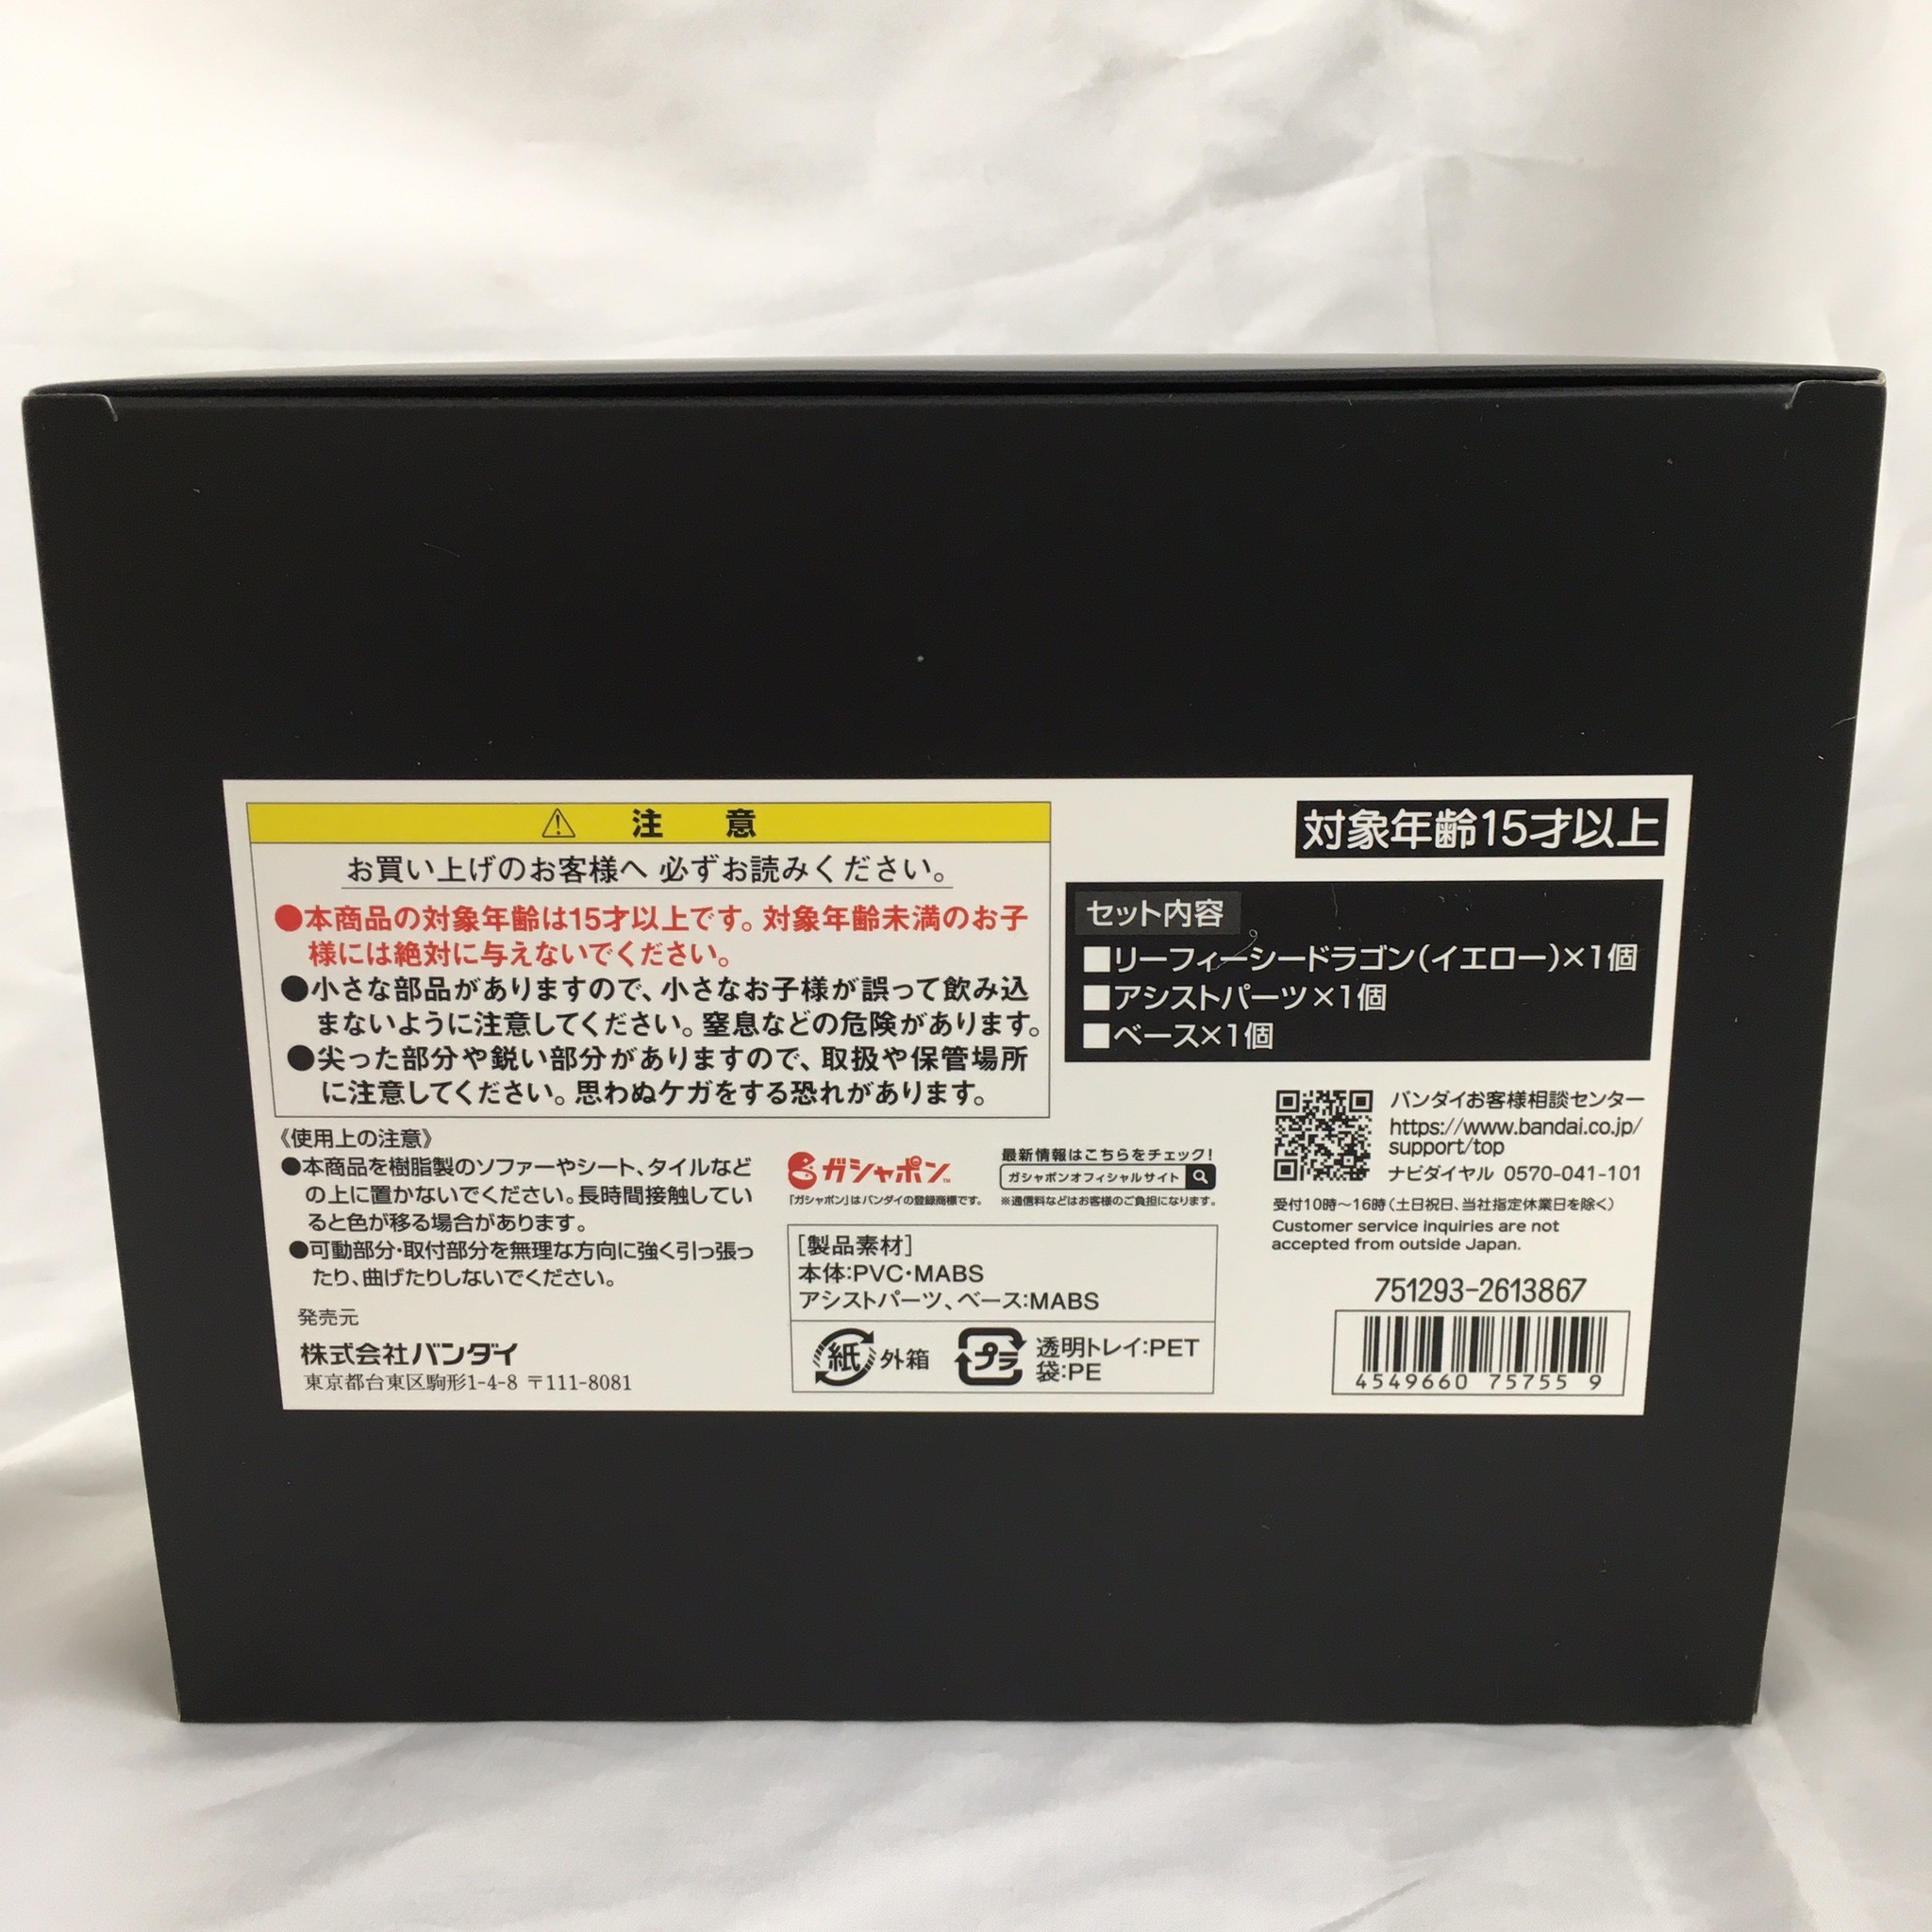 ⚠ 注意
お買い上げのお客様へ 必ずお読みください。
●本商品の対象年齢は15才以上です。対象年齢未満のお子
様には絶対に与えないでください。
●小さな部品がありますので、小さなお子様が誤って飲み込
まないように注意してください。窒息などの危険があります。
●尖った部分や鋭い部分がありますので、取扱や保管場所
に注意してください。思わぬケガをする恐れがあります。
《使用上の注意》
●本商品を樹脂製のソファーやシート、タイルなど
の上に置かないでください。長時間接触してい
ると色が移る場合があります。
●可動部分・取付部分を無理な方向に強く引っ張っ
たり、曲げたりしないでください。
発売元
株式会社バンダイ
東京都台東区駒形1-4-8 〒111-8081
ガシャポン™
「ガシャポン」はバンダイの登録商標です。
最新情報はこちらをチェック!
ガシャポンオフィシャルサイト
※通信料などはお客様のご負担になります。
[製品素材]
本体:PVC・MABS
アシストパーツ、ベース:MABS
紙 外箱
プラ 透明トレイ:PET
袋:PE
対象年齢15才以上
セット内容
■リーフィーシードラゴン(イエロー)×1個
■アシストパーツ×1個
■ベース×1個
バンダイお客様相談センター
https://www.bandai.co.jp/
support/top
ナビダイヤル 0570-041-101
受付10時〜16時(土日祝日、当社指定休業日を除く)
Customer service inquiries are not
accepted from outside Japan.
751293-2613867
4549660 75755 9